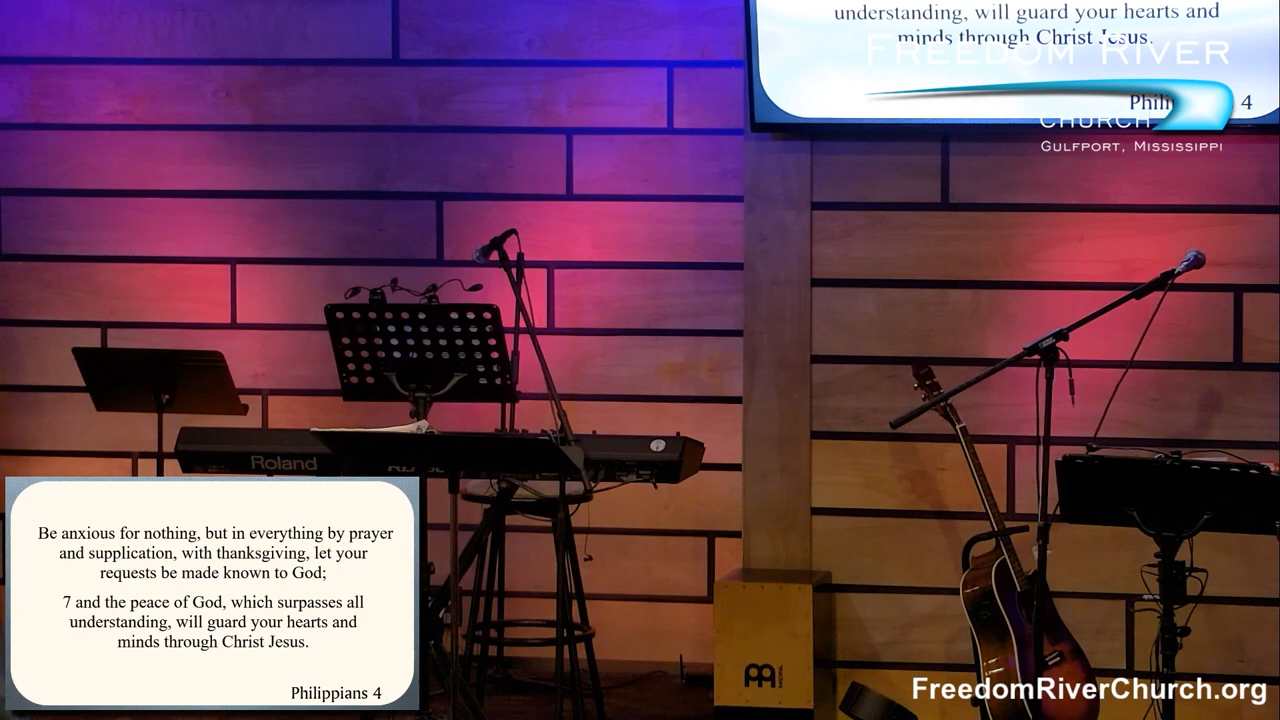 understanding, will guard your hearts and
minds through Christ Jesus.
FREEDOM RIVER
4
CHURCH
GULFPORT, MISSISSIPPI
Roland
Be anxious for nothing, but in everything by prayer
and supplication, with thanksgiving, let your
requests be made known to God;
7 and the peace of God, which surpasses all
understanding, will guard your hearts and
minds through Christ Jesus.
Philippians 4
MEINL
FreedomRiverChurch.org